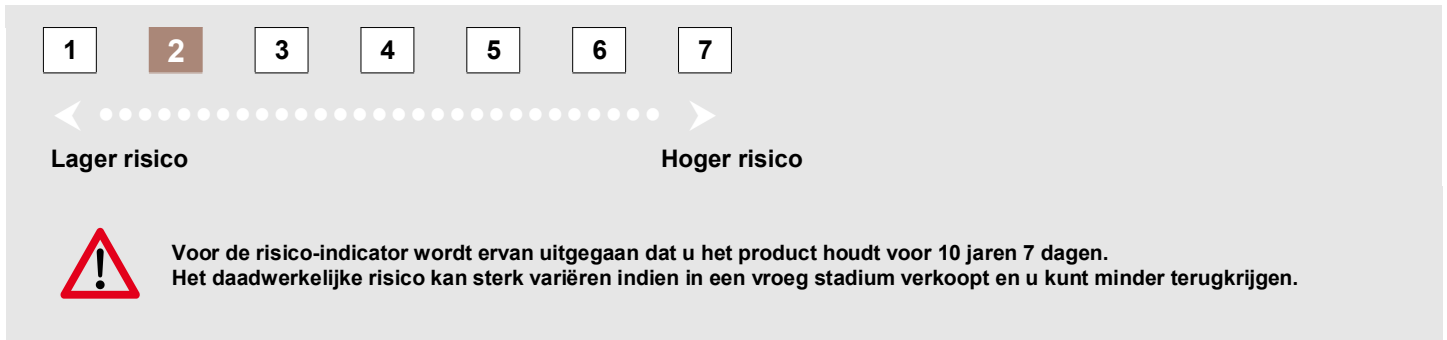 1 2 3 4 5 6 7
Lager risico Hoger risico
Voor de risico-indicator wordt ervan uitgegaan dat u het product houdt voor 10 jaren 7 dagen.
Het daadwerkelijke risico kan sterk variëren indien in een vroeg stadium verkoopt en u kunt minder terugkrijgen.